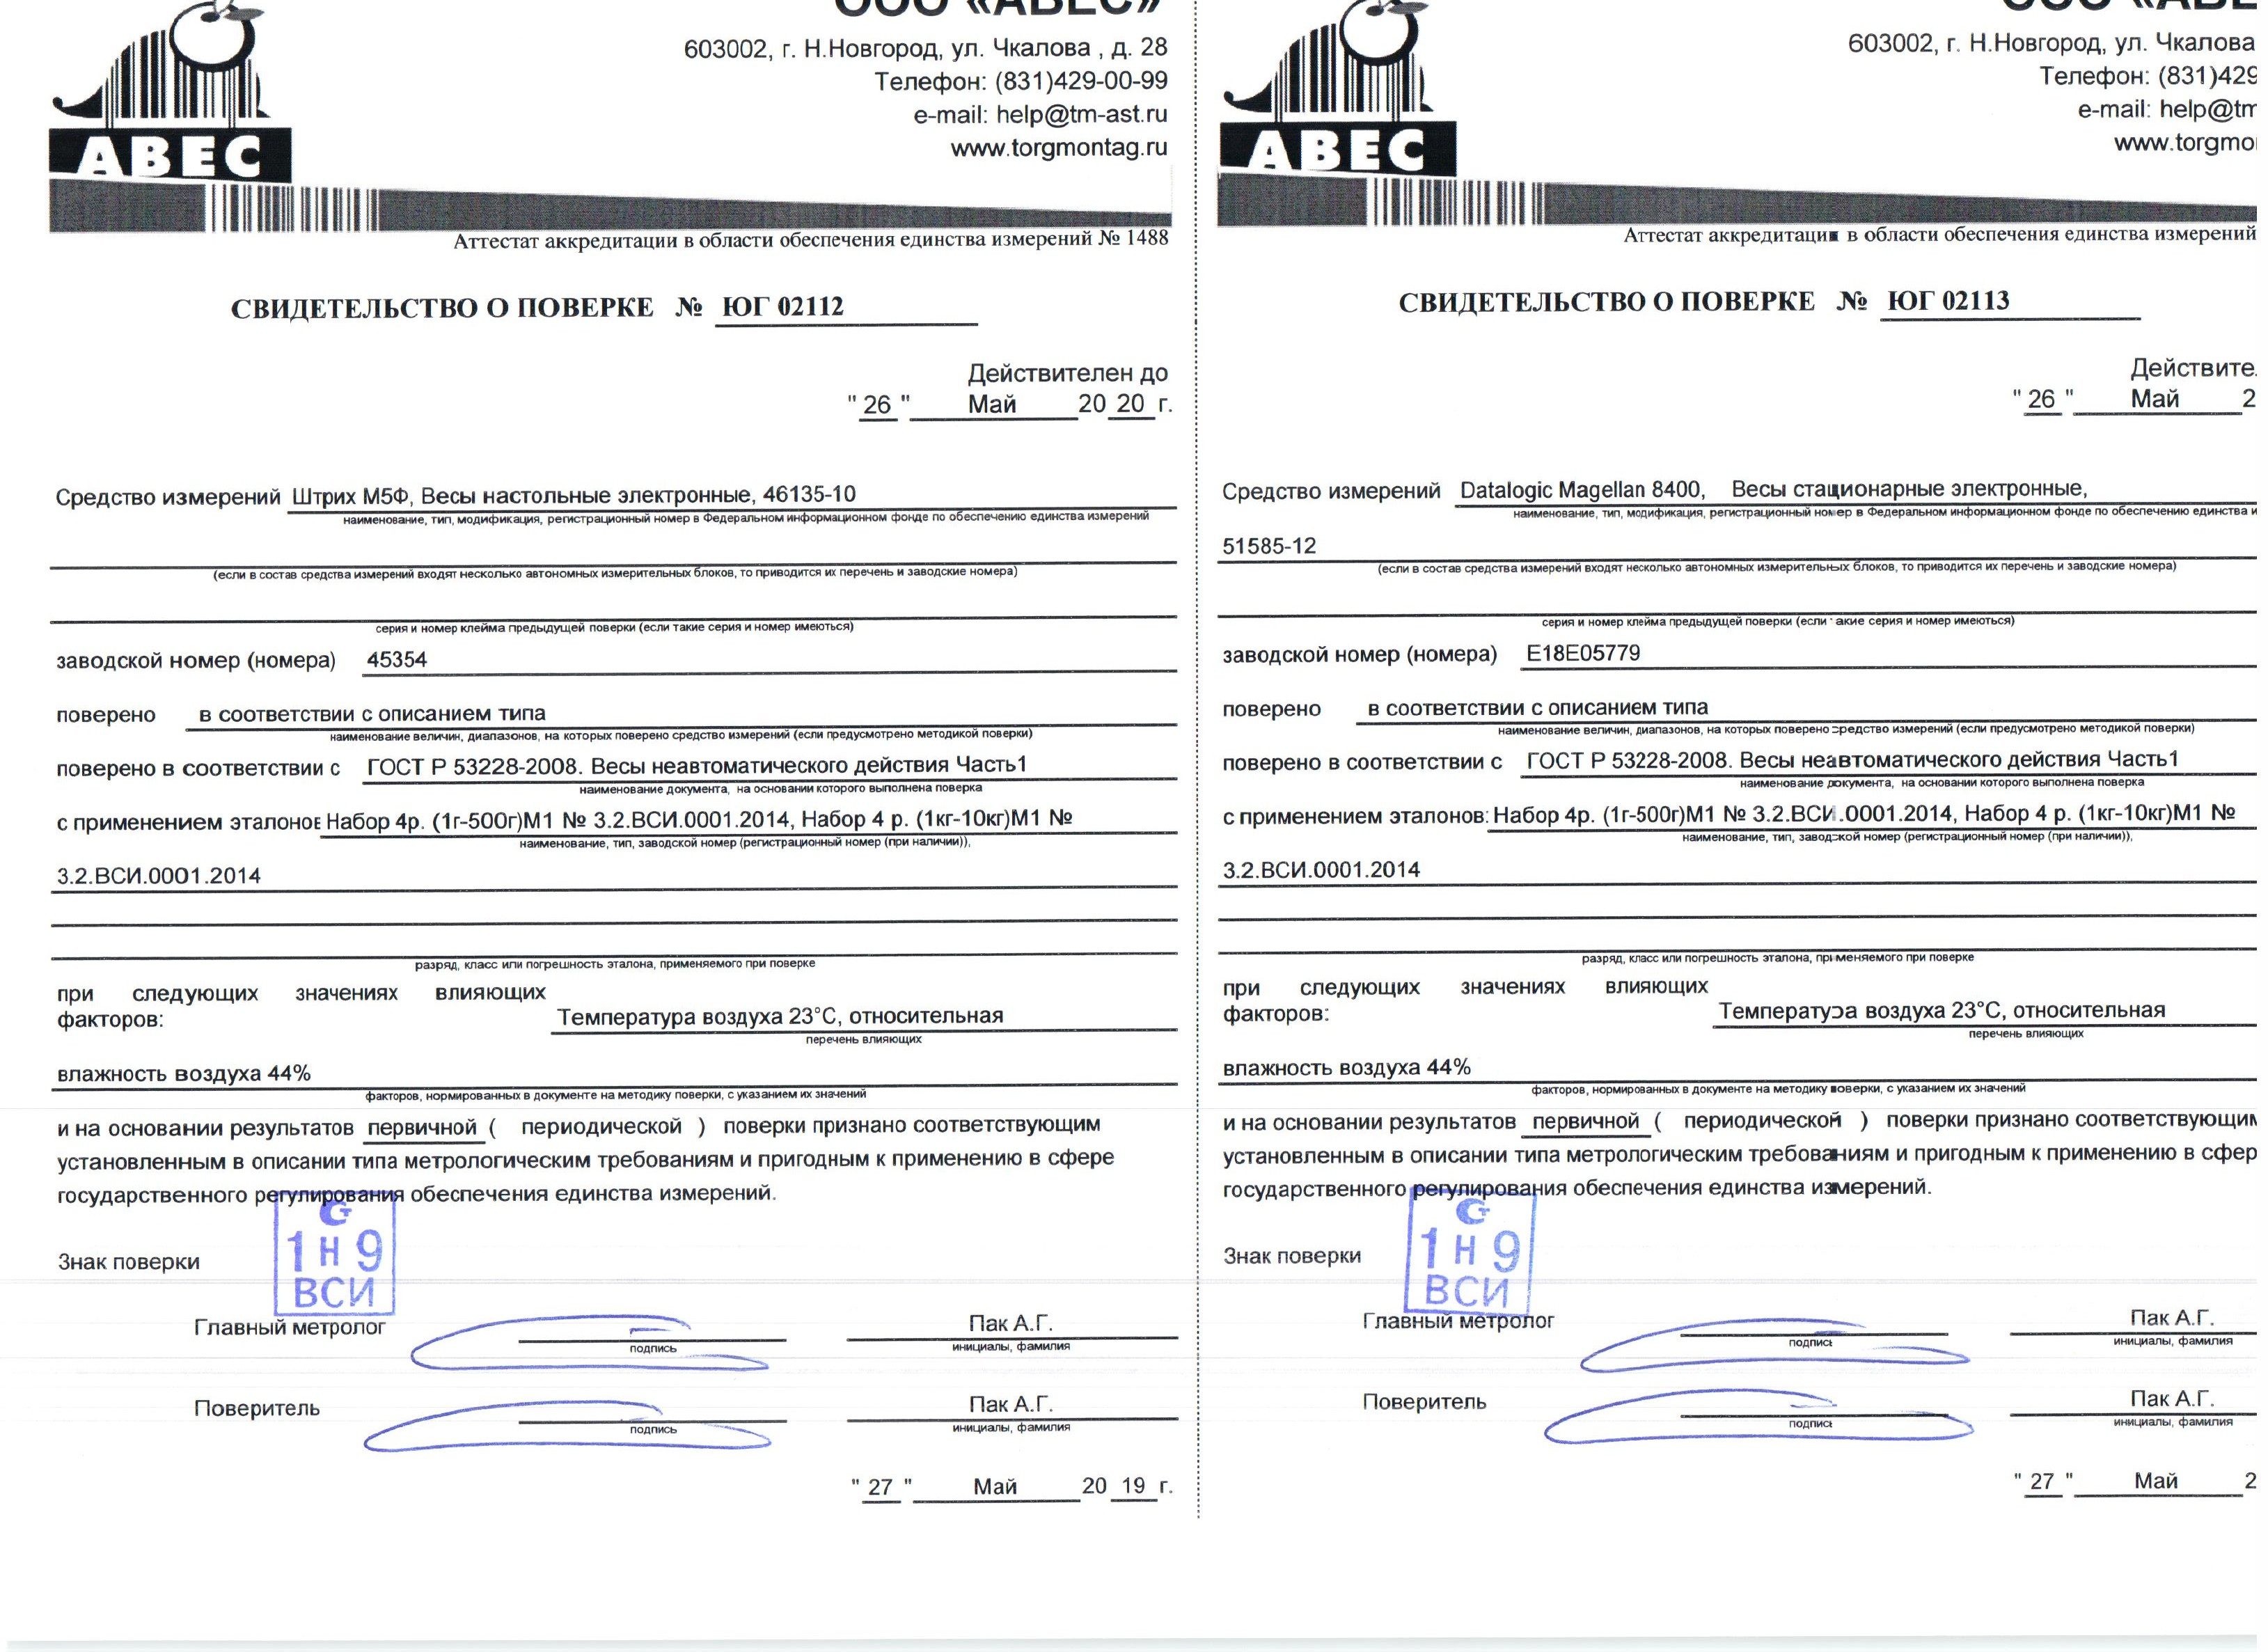 ООО «АВЕС»
603002, г. Н.Новгород, ул. Чкалова , д. 28
Телефон: (831)429-00-99
e-mail: help@tm-ast.ru
www.torgmontag.ru
АВЕС
Аттестат аккредитации в области обеспечения единства измерений № 1488
СВИДЕТЕЛЬСТВО О ПОВЕРКЕ № ЮГ 02112
Действителен до
" 26 " Май 20 20 г.
Средство измерений Штрих М5Ф, Весы настольные электронные, 46135-10
наименование, тип, модификация, регистрационный номер в Федеральном информационном фонде по обеспечению единства измерений
(если в состав средства измерений входят несколько автономных измерительных блоков, то приводится их перечень и заводские номера)
серия и номер клейма предыдущей поверки (если такие серия и номер имеються)
заводской номер (номера) 45354
поверено в соответствии с описанием типа
наименование величин, диапазонов, на которых поверено средство измерений (если предусмотрено методикой поверки)
поверено в соответствии с ГОСТ Р 53228-2008. Весы неавтоматического действия Часть1
наименование документа, на основании которого выполнена поверка
с применением эталонов Набор 4р. (1г-500г)М1 № 3.2.ВСИ.0001.2014, Набор 4 р. (1кг-10кг)М1 №
наименование, тип, заводской номер (регистрационный номер (при наличии)),
3.2.ВСИ.0001.2014
разряд, класс или погрешность эталона, применяемого при поверке
при следующих значениях влияющих
факторов: Температура воздуха 23°С, относительная
перечень влияющих
влажность воздуха 44%
факторов, нормированных в документе на методику поверки, с указанием их значений
и на основании результатов первичной ( периодической ) поверки признано соответствующим
установленным в описании типа метрологическим требованиям и пригодным к применению в сфере
государственного регулирования обеспечения единства измерений.
Знак поверки
1 Н 9
ВСИ
Главный метролог Пак А.Г.
подпись инициалы, фамилия
Поверитель Пак А.Г.
подпись инициалы, фамилия
" 27 " Май 20 19 г.
ООО «АВЕ
603002, г. Н.Новгород, ул. Чкалова
Телефон: (831)429
e-mail: help@tm
www.torgmo
АВЕС
Аттестат аккредитации в области обеспечения единства измерений
СВИДЕТЕЛЬСТВО О ПОВЕРКЕ № ЮГ 02113
Действите
" 26 " Май 2
Средство измерений Datalogic Magellan 8400, Весы стационарные электронные,
наименование, тип, модификация, регистрационный номер в Федеральном информационном фонде по обеспечению единства и
51585-12
(если в состав средства измерений входят несколько автономных измерительных блоков, то приводится их перечень и заводские номера)
серия и номер клейма предыдущей поверки (если такие серия и номер имеються)
заводской номер (номера) E18E05779
поверено в соответствии с описанием типа
наименование величин, диапазонов, на которых поверено средство измерений (если предусмотрено методикой поверки)
поверено в соответствии с ГОСТ Р 53228-2008. Весы неавтоматического действия Часть1
наименование документа, на основании которого выполнена поверка
с применением эталонов: Набор 4р. (1г-500г)М1 № 3.2.ВСИ.0001.2014, Набор 4 р. (1кг-10кг)М1 №
наименование, тип, заводской номер (регистрационный номер (при наличии)),
3.2.ВСИ.0001.2014
разряд, класс или погрешность эталона, применяемого при поверке
при следующих значениях влияющих
факторов: Температура воздуха 23°С, относительная
перечень влияющих
влажность воздуха 44%
факторов, нормированных в документе на методику поверки, с указанием их значений
и на основании результатов первичной ( периодической ) поверки признано соответствующим
установленным в описании типа метрологическим требованиям и пригодным к применению в сфер
государственного регулирования обеспечения единства измерений.
Знак поверки
1 Н 9
ВСИ
Главный метролог Пак А.Г.
подпись инициалы, фамилия
Поверитель Пак А.Г.
подпись инициалы, фамилия
" 27 " Май 2